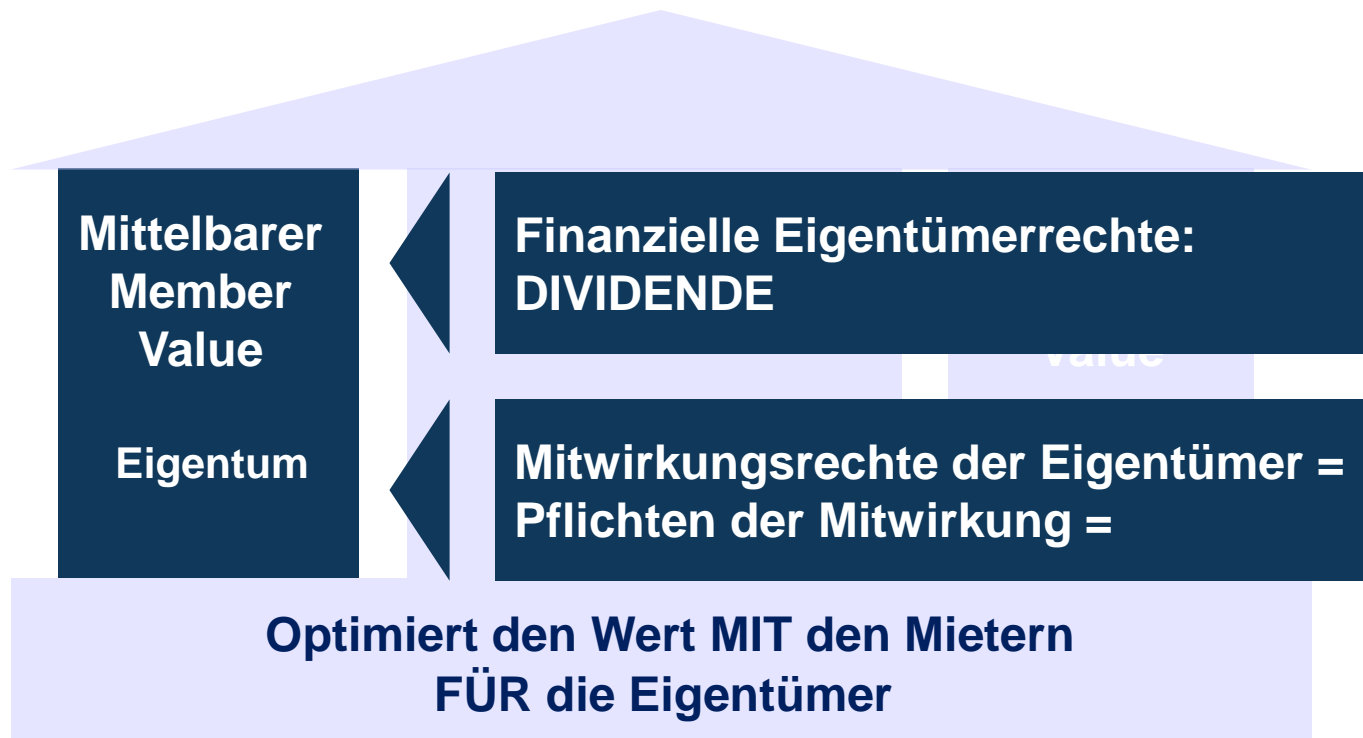 Mittelbarer
Member
Value
Eigentum
Finanzielle Eigentümerrechte:
DIVIDENDE
Value
Mitwirkungsrechte der Eigentümer =
Pflichten der Mitwirkung =
Optimiert den Wert MIT den Mietern
FÜR die Eigentümer